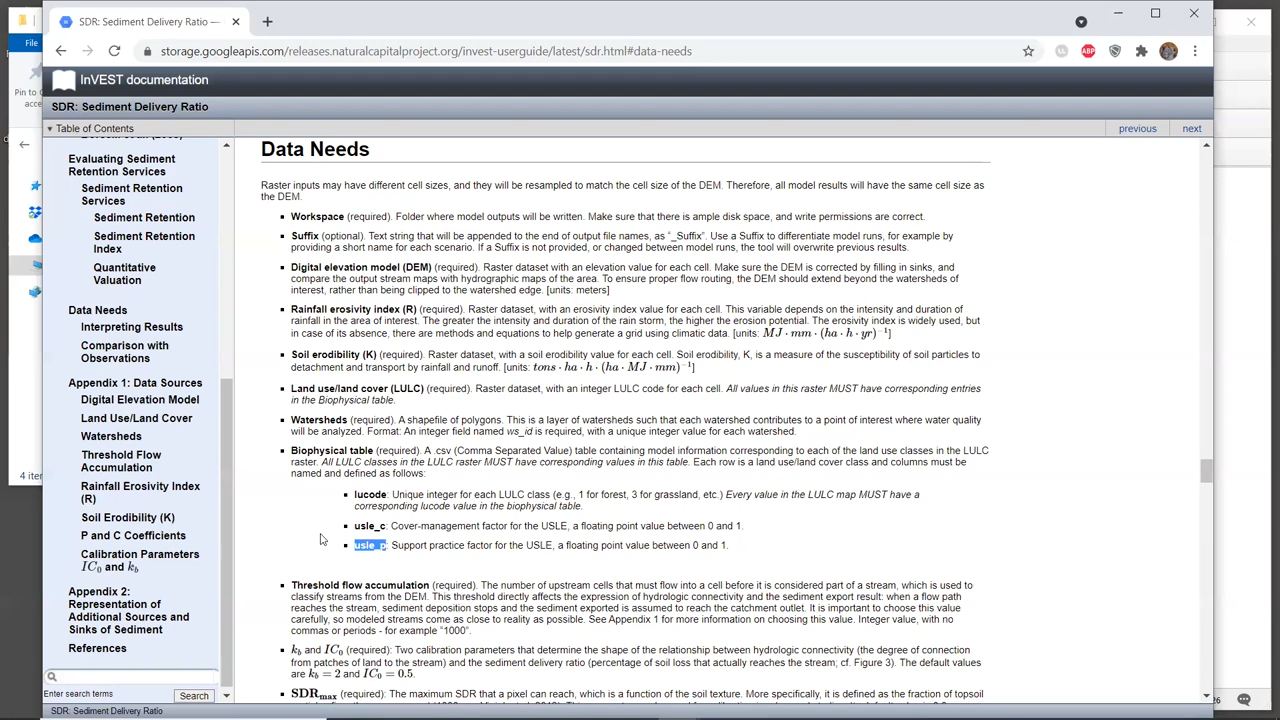 SDR: Sediment Delivery Ratio —
File
storage.googleapis.com/releases.naturalcapitalproject.org/invest-userguide/latest/sdr.html#data-needs
ABP
Pin to
acce
InVEST documentation
SDR: Sediment Delivery Ratio
Table of Contents
previous
next
Evaluating Sediment
Retention Services
Sediment Retention
Services
Sediment Retention
Sediment Retention
Index
Quantitative
Valuation
Data Needs
Interpreting Results
Comparison with
Observations
Appendix 1: Data Sources
Digital Elevation Model
Land Use/Land Cover
Watersheds
Threshold Flow
Accumulation
Rainfall Erosivity Index
(R)
Soil Erodibility (K)
P and C Coefficients
Calibration Parameters
IC0 and kb
Appendix 2:
Representation of
Additional Sources and
Sinks of Sediment
References
Enter search terms
Search
4 iter
Data Needs
Raster inputs may have different cell sizes, and they will be resampled to match the cell size of the DEM. Therefore, all model results will have the same cell size as
the DEM.
Workspace (required). Folder where model outputs will be written. Make sure that there is ample disk space, and write permissions are correct.
Suffix (optional). Text string that will be appended to the end of output file names, as “_Suffix”. Use a Suffix to differentiate model runs, for example by
providing a short name for each scenario. If a Suffix is not provided, or changed between model runs, the tool will overwrite previous results.
Digital elevation model (DEM) (required). Raster dataset with an elevation value for each cell. Make sure the DEM is corrected by filling in sinks, and
compare the output stream maps with hydrographic maps of the area. To ensure proper flow routing, the DEM should extend beyond the watersheds of
interest, rather than being clipped to the watershed edge. [units: meters]
Rainfall erosivity index (R) (required). Raster dataset, with an erosivity index value for each cell. This variable depends on the intensity and duration of
rainfall in the area of interest. The greater the intensity and duration of the rain storm, the higher the erosion potential. The erosivity index is widely used, but
in case of its absence, there are methods and equations to help generate a grid using climatic data. [units: MJ · mm · (ha · h · yr)−1]
Soil erodibility (K) (required). Raster dataset, with a soil erodibility value for each cell. Soil erodibility, K, is a measure of the susceptibility of soil particles to
detachment and transport by rainfall and runoff. [units: tons · ha · h · (ha · MJ · mm)−1]
Land use/land cover (LULC) (required). Raster dataset, with an integer LULC code for each cell. All values in this raster MUST have corresponding entries
in the Biophysical table.
Watersheds (required). A shapefile of polygons. This is a layer of watersheds such that each watershed contributes to a point of interest where water quality
will be analyzed. Format: An integer field named ws_id is required, with a unique integer value for each watershed.
Biophysical table (required). A .csv (Comma Separated Value) table containing model information corresponding to each of the land use classes in the LULC
raster. All LULC classes in the LULC raster MUST have corresponding values in this table. Each row is a land use/land cover class and columns must be
named and defined as follows:
lucode: Unique integer for each LULC class (e.g., 1 for forest, 3 for grassland, etc.) Every value in the LULC map MUST have a
corresponding lucode value in the biophysical table.
usle_c: Cover-management factor for the USLE, a floating point value between 0 and 1.
usle_p: Support practice factor for the USLE, a floating point value between 0 and 1.
Threshold flow accumulation (required). The number of upstream cells that must flow into a cell before it is considered part of a stream, which is used to
classify streams from the DEM. This threshold directly affects the expression of hydrologic connectivity and the sediment export result: when a flow path
reaches the stream, sediment deposition stops and the sediment exported is assumed to reach the catchment outlet. It is important to choose this value
carefully, so modeled streams come as close to reality as possible. See Appendix 1 for more information on choosing this value. Integer value, with no
commas or periods - for example “1000”.
kb and IC0 (required): Two calibration parameters that determine the shape of the relationship between hydrologic connectivity (the degree of connection
from patches of land to the stream) and the sediment delivery ratio (percentage of soil loss that actually reaches the stream; cf. Figure 3). The default values
are kb = 2 and IC0 = 0.5.
SDRmax (required): The maximum SDR that a pixel can reach, which is a function of the soil texture. More specifically, it is defined as the fraction of topsoil
SDR: Sediment Delivery Ratio
26